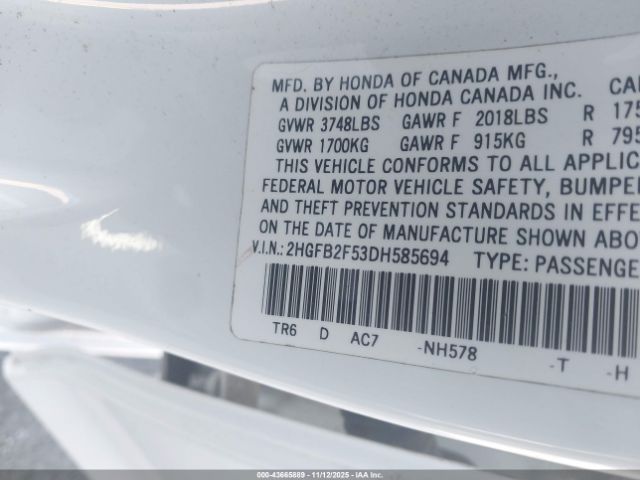 MFD. BY HONDA OF CANADA MFG.,
A DIVISION OF HONDA CANADA INC.
GVWR 3748LBS GAWR F 2018LBS R 175
GVWR 1700KG GAWR F 915KG R 795
THIS VEHICLE CONFORMS TO ALL APPLIC
FEDERAL MOTOR VEHICLE SAFETY, BUMPE
AND THEFT PREVENTION STANDARDS IN EFFE
ON THE DATE OF MANUFACTURE SHOWN ABO
V.I.N.: 2HGFB2F53DH585694 TYPE: PASSENGE
TR6 D AC7 -NH578 -T -H
000-43665889 - 11/12/2025 - IAA Inc.